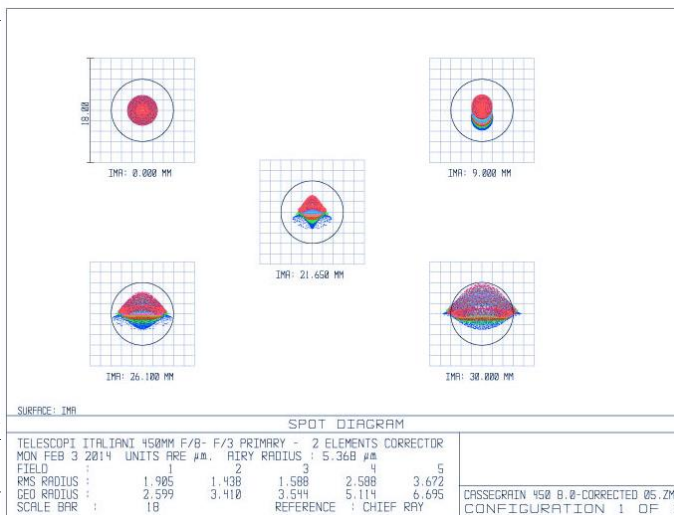 18.00
IMA: 0.000 MM
IMA: 9.000 MM
IMA: 21.650 MM
IMA: 26.100 MM
IMA: 30.000 MM
SURFACE: IMA
SPOT DIAGRAM
TELESCOPI ITALIANI 450MM F/8- F/3 PRIMARY - 2 ELEMENTS CORRECTOR
MON FEB 3 2014 UNITS ARE µm. AIRY RADIUS : 5.368 µm
FIELD : 1 2 3 4 5
RMS RADIUS : 1.905 1.438 1.588 2.588 3.672
GEO RADIUS : 2.599 3.410 3.544 5.114 6.695
SCALE BAR : 18 REFERENCE : CHIEF RAY
CASSEGRAIN 450 8.0-CORRECTED 05.ZM
CONFIGURATION 1 OF